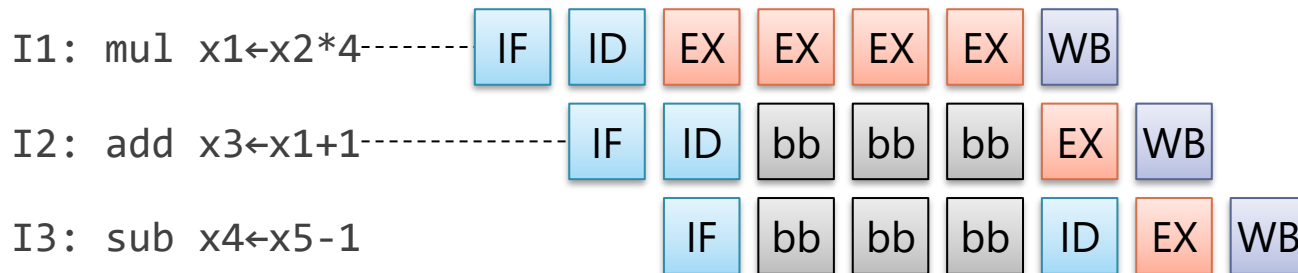 I1: mul x1←x2*4 IF ID EX EX EX EX WB
I2: add x3←x1+1 IF ID bb bb bb EX WB
I3: sub x4←x5-1 IF bb bb bb ID EX WB